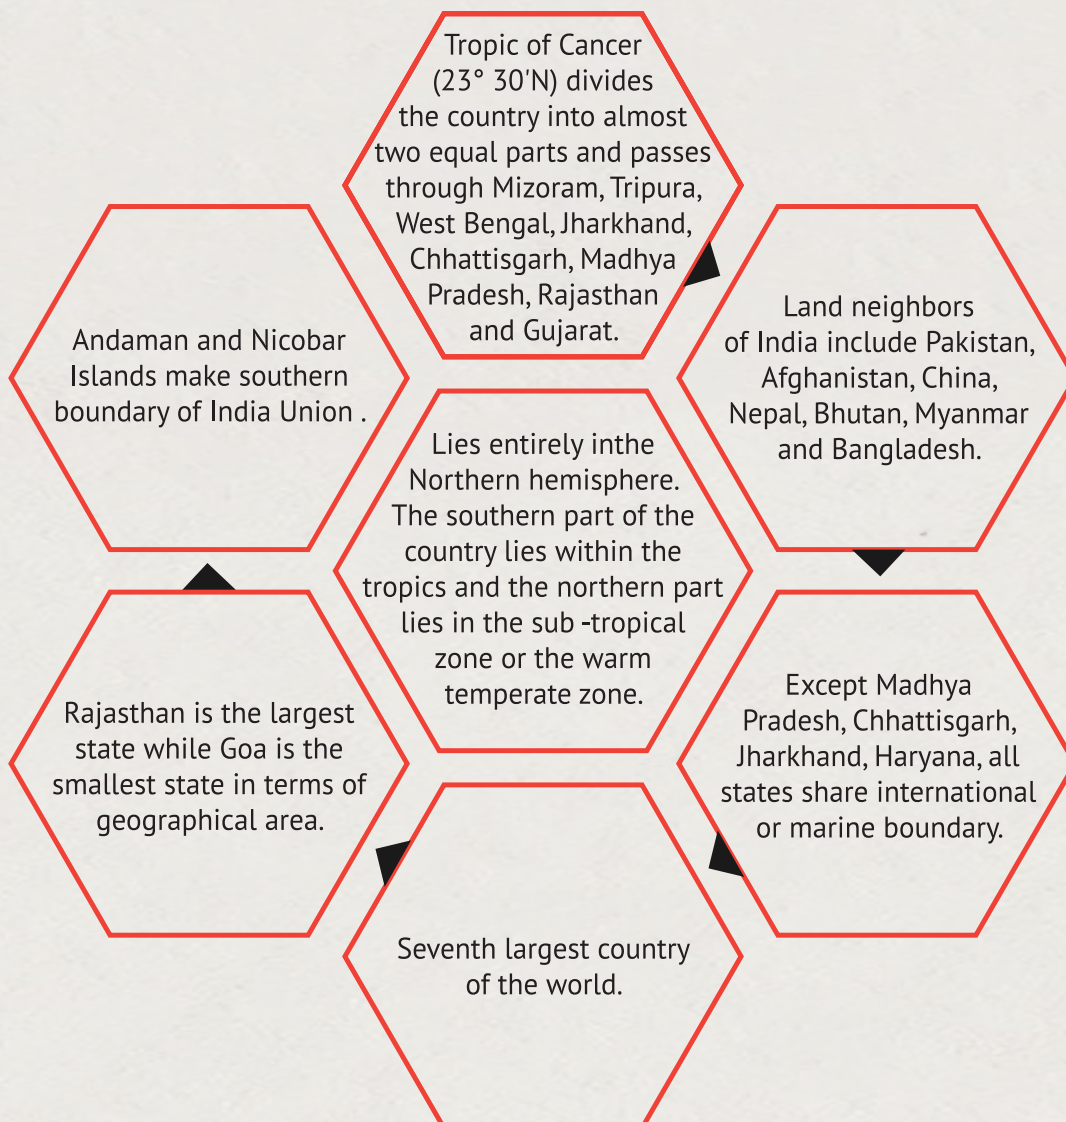 Tropic of Cancer
(23° 30'N) divides
the country into almost
two equal parts and passes
through Mizoram, Tripura,
West Bengal, Jharkhand,
Chhattisgarh, Madhya
Pradesh, Rajasthan
and Gujarat.
Land neighbors
of India include Pakistan,
Afghanistan, China,
Nepal, Bhutan, Myanmar
and Bangladesh.
Except Madhya
Pradesh, Chhattisgarh,
Jharkhand, Haryana, all
states share international
or marine boundary.
Seventh largest country
of the world.
Rajasthan is the largest
state while Goa is the
smallest state in terms of
geographical area.
Andaman and Nicobar
Islands make southern
boundary of India Union .
Lies entirely inthe
Northern hemisphere.
The southern part of the
country lies within the
tropics and the northern part
lies in the sub -tropical
zone or the warm
temperate zone.